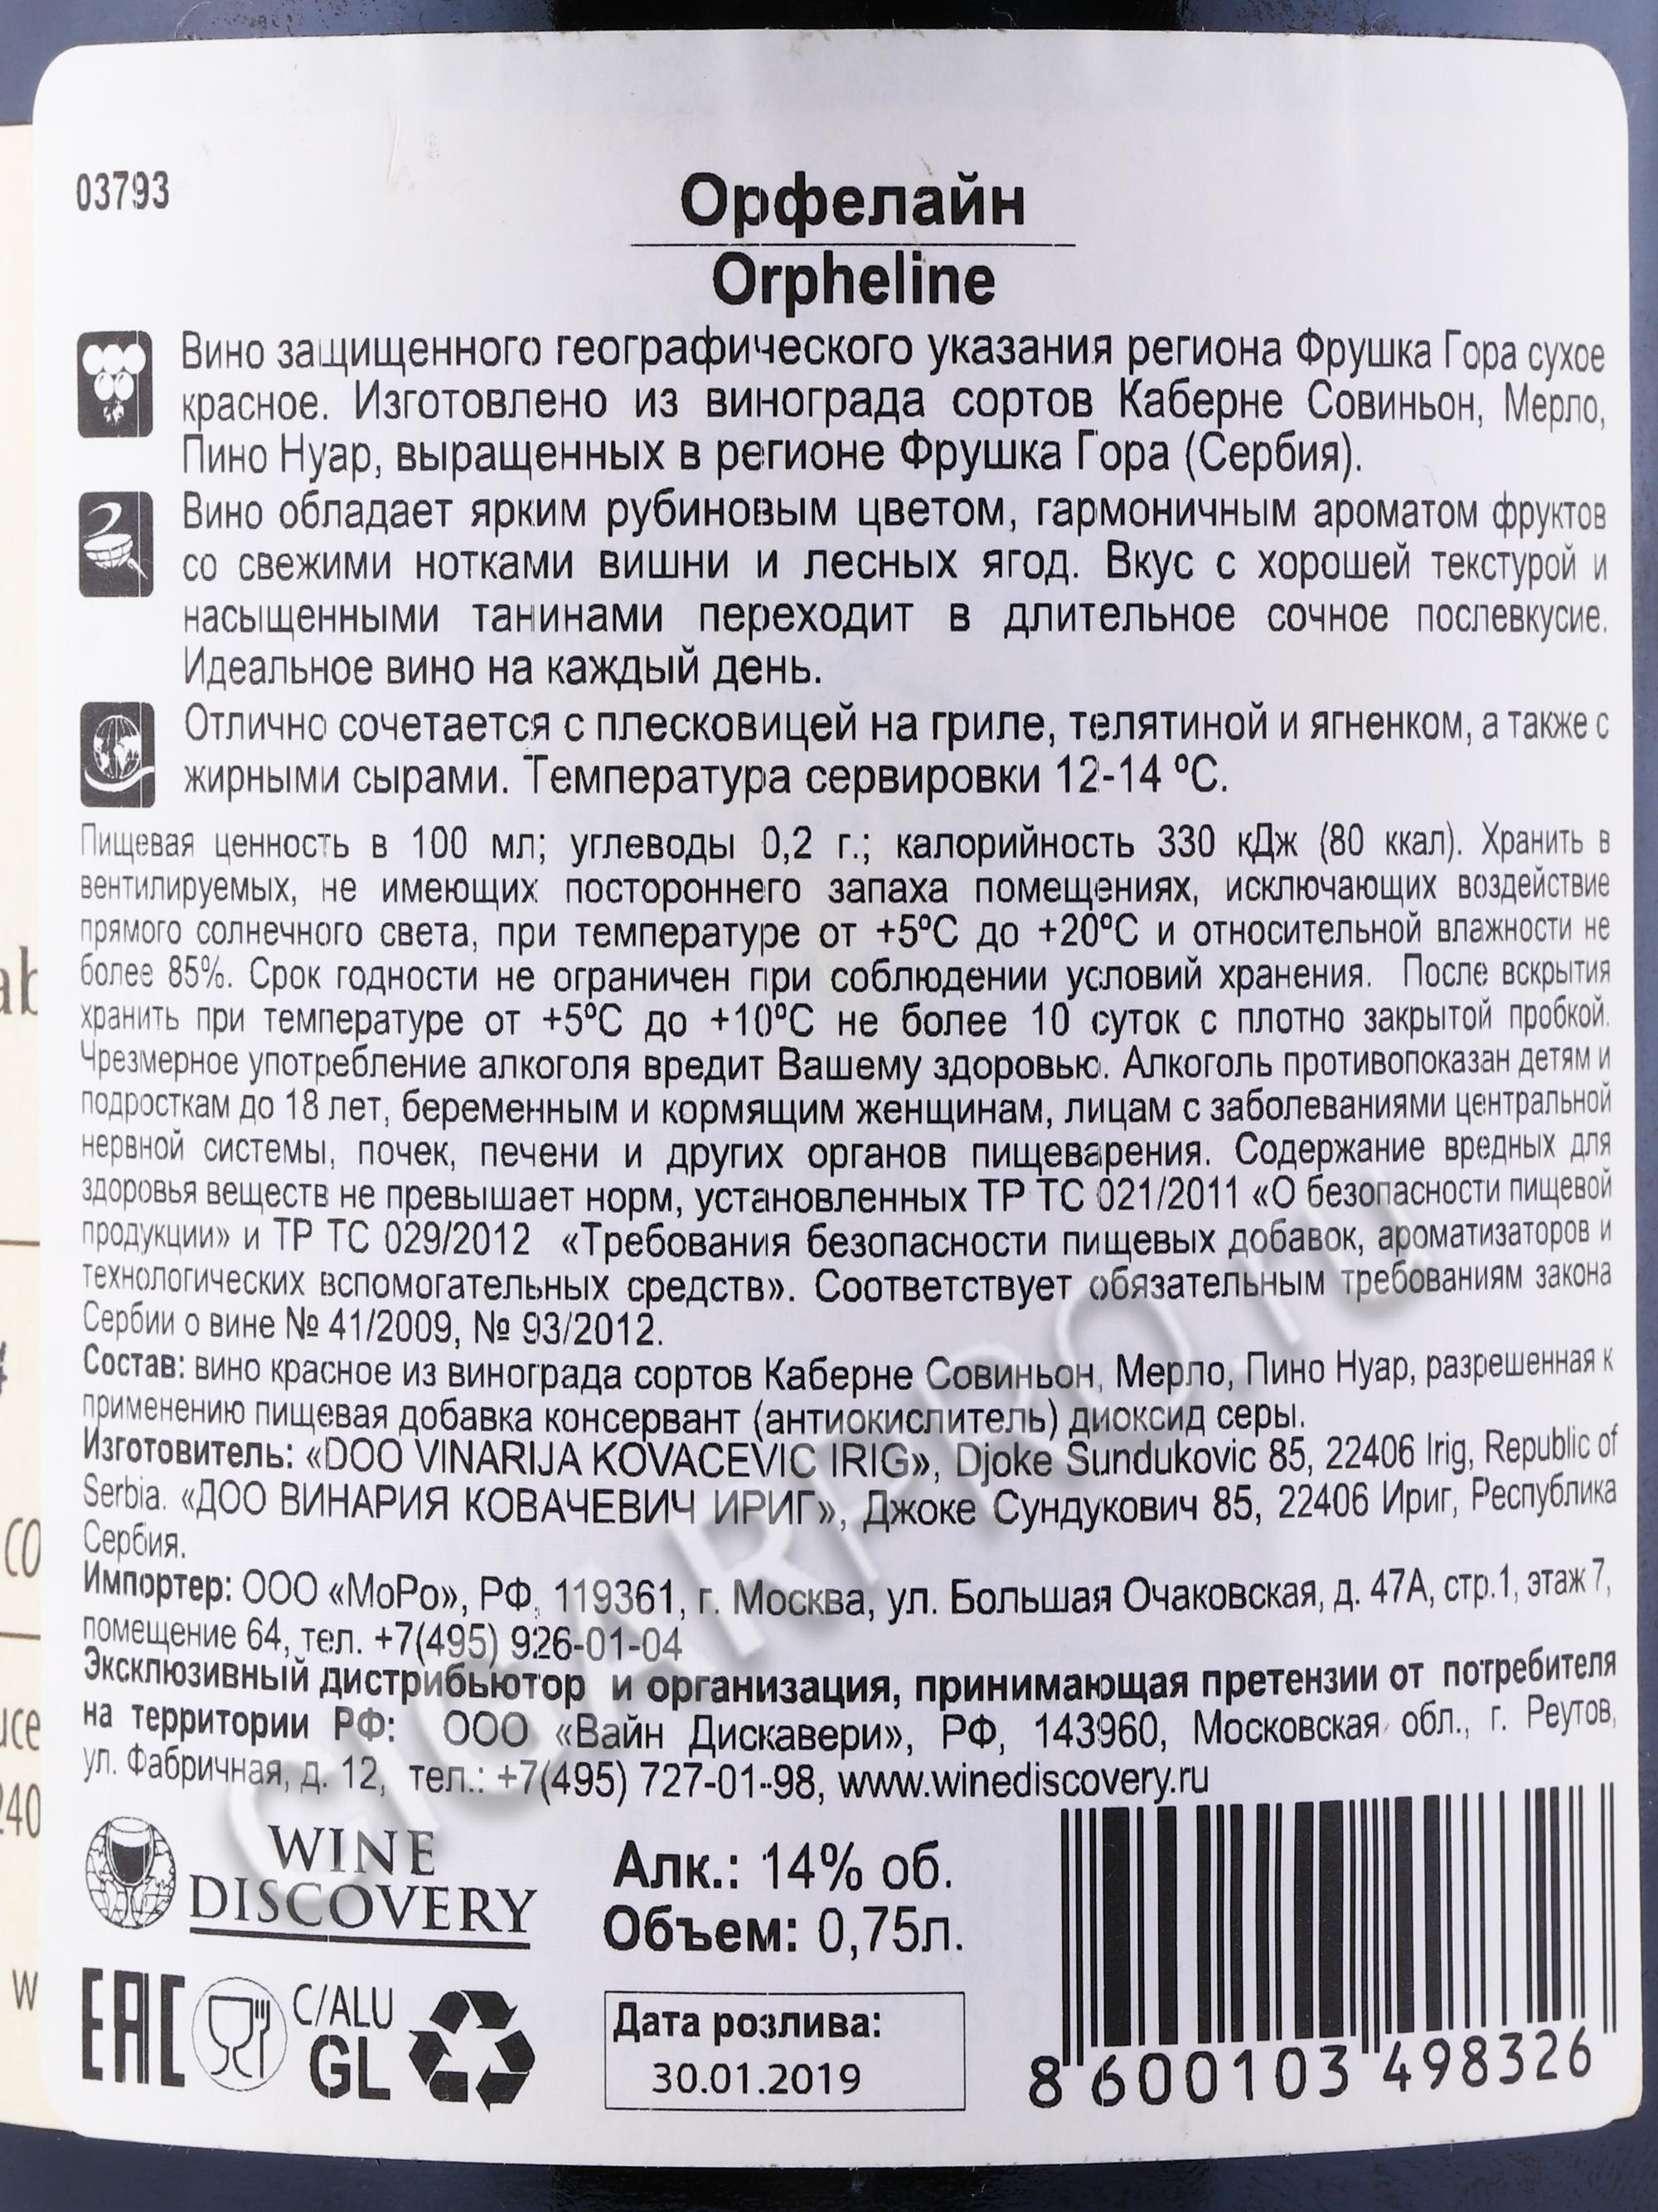 03793
Орфелайн
Orpheline
Вино защищенного географического указания региона Фрушка Гора сухое
красное. Изготовлено из винограда сортов Каберне Совиньон, Мерло,
Пино Нуар, выращенных в регионе Фрушка Гора (Сербия).
Вино обладает ярким рубиновым цветом, гармоничным ароматом фруктов
со свежими нотками вишни и лесных ягод. Вкус с хорошей текстурой и
насыщенными танинами переходит в длительное сочное послевкусие.
Идеальное вино на каждый день.
Отлично сочетается с плесковицей на гриле, телятиной и ягненком, а также с
жирными сырами. Температура сервировки 12-14 ºС.
Пищевая ценность в 100 мл; углеводы 0,2 г.; калорийность 330 кДж (80 ккал). Хранить в
вентилируемых, не имеющих постороннего запаха помещениях, исключающих воздействие
прямого солнечного света, при температуре от +5ºС до +20ºС и относительной влажности не
более 85%. Срок годности не ограничен при соблюдении условий хранения. После вскрытия
хранить при температуре от +5ºС до +10ºС не более 10 суток с плотно закрытой пробкой.
Чрезмерное употребление алкоголя вредит Вашему здоровью. Алкоголь противопоказан детям и
подросткам до 18 лет, беременным и кормящим женщинам, лицам с заболеваниями центральной
нервной системы, почек, печени и других органов пищеварения. Содержание вредных для
здоровья веществ не превышает норм, установленных ТР ТС 021/2011 «О безопасности пищевой
продукции» и ТР ТС 029/2012 «Требования безопасности пищевых добавок, ароматизаторов и
технологических вспомогательных средств». Соответствует обязательным требованиям закона
Сербии о вине № 41/2009, № 93/2012.
Состав: вино красное из винограда сортов Каберне Совиньон, Мерло, Пино Нуар, разрешенная к
применению пищевая добавка консервант (антиокислитель) диоксид серы.
Изготовитель: «DOO VINARIJA KOVACEVIC IRIG», Djoke Sundukovic 85, 22406 Irig, Republic of
Serbia. «ДОО ВИНАРИЯ КОВАЧЕВИЧ ИРИГ», Джоке Сундукович 85, 22406 Ириг, Республика
Сербия.
Импортер: ООО «МоРо», РФ, 119361, г. Москва, ул. Большая Очаковская, д. 47А, стр.1, этаж 7,
помещение 64, тел. +7(495) 926-01-04
Эксклюзивный дистрибьютор и организация, принимающая претензии от потребителя
на территории РФ: ООО «Вайн Дискавери», РФ, 143960, Московская обл., г. Реутов,
ул. Фабричная, д. 12, тел.: +7(495) 727-01-98, www.winediscovery.ru
CIGARPRO.ru
WINE
DISCOVERY
Алк.: 14% об.
Объем: 0,75л.
EAC
C/ALU
GL
Дата розлива:
30.01.2019
8 600103 498326